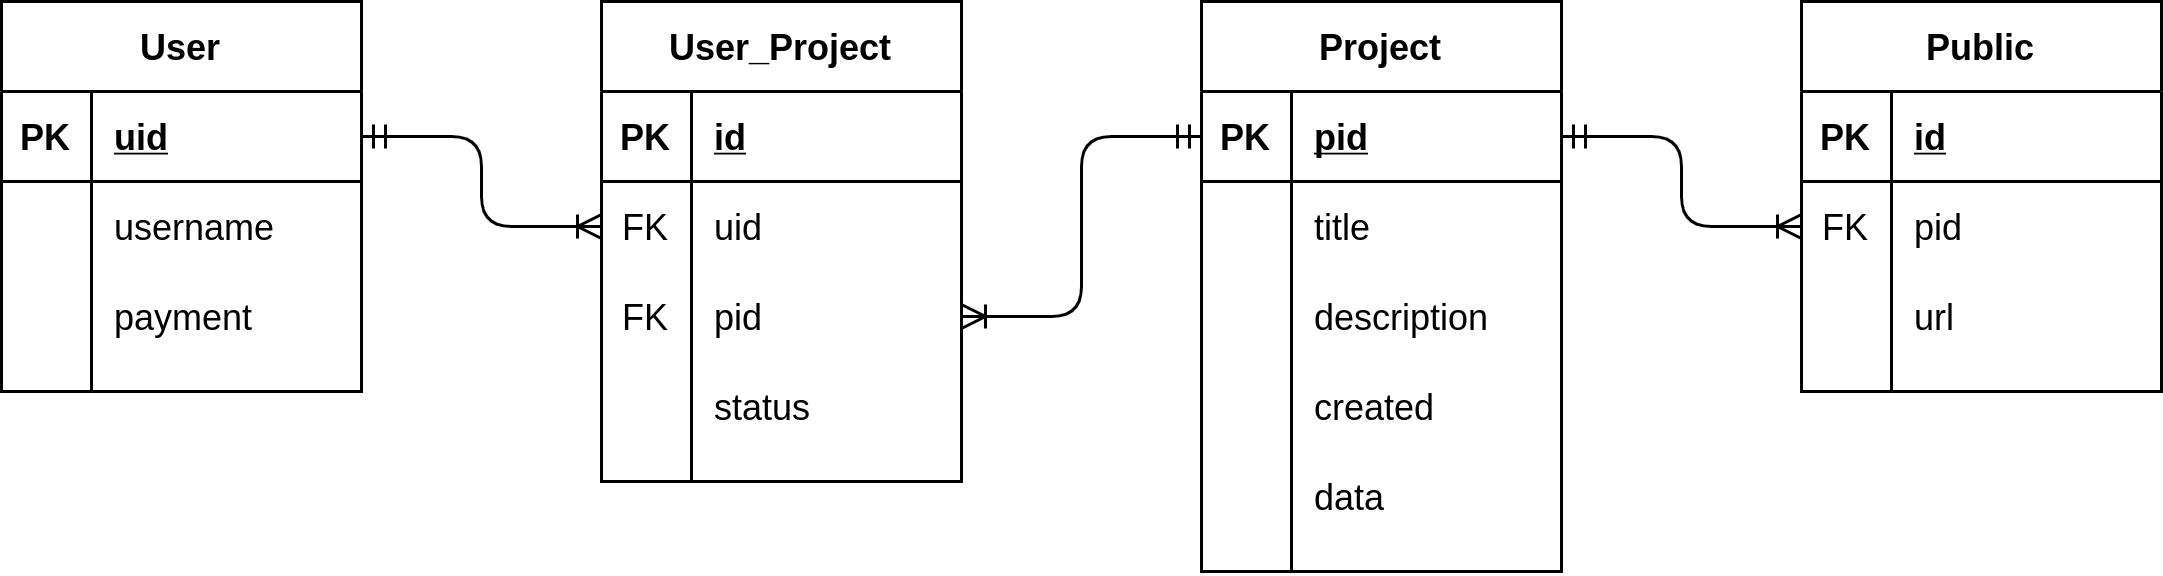 User
PK uid
username
payment
User_Project
PK id
FK uid
FK pid
status
Project
PK pid
title
description
created
data
Public
PK id
FK pid
url